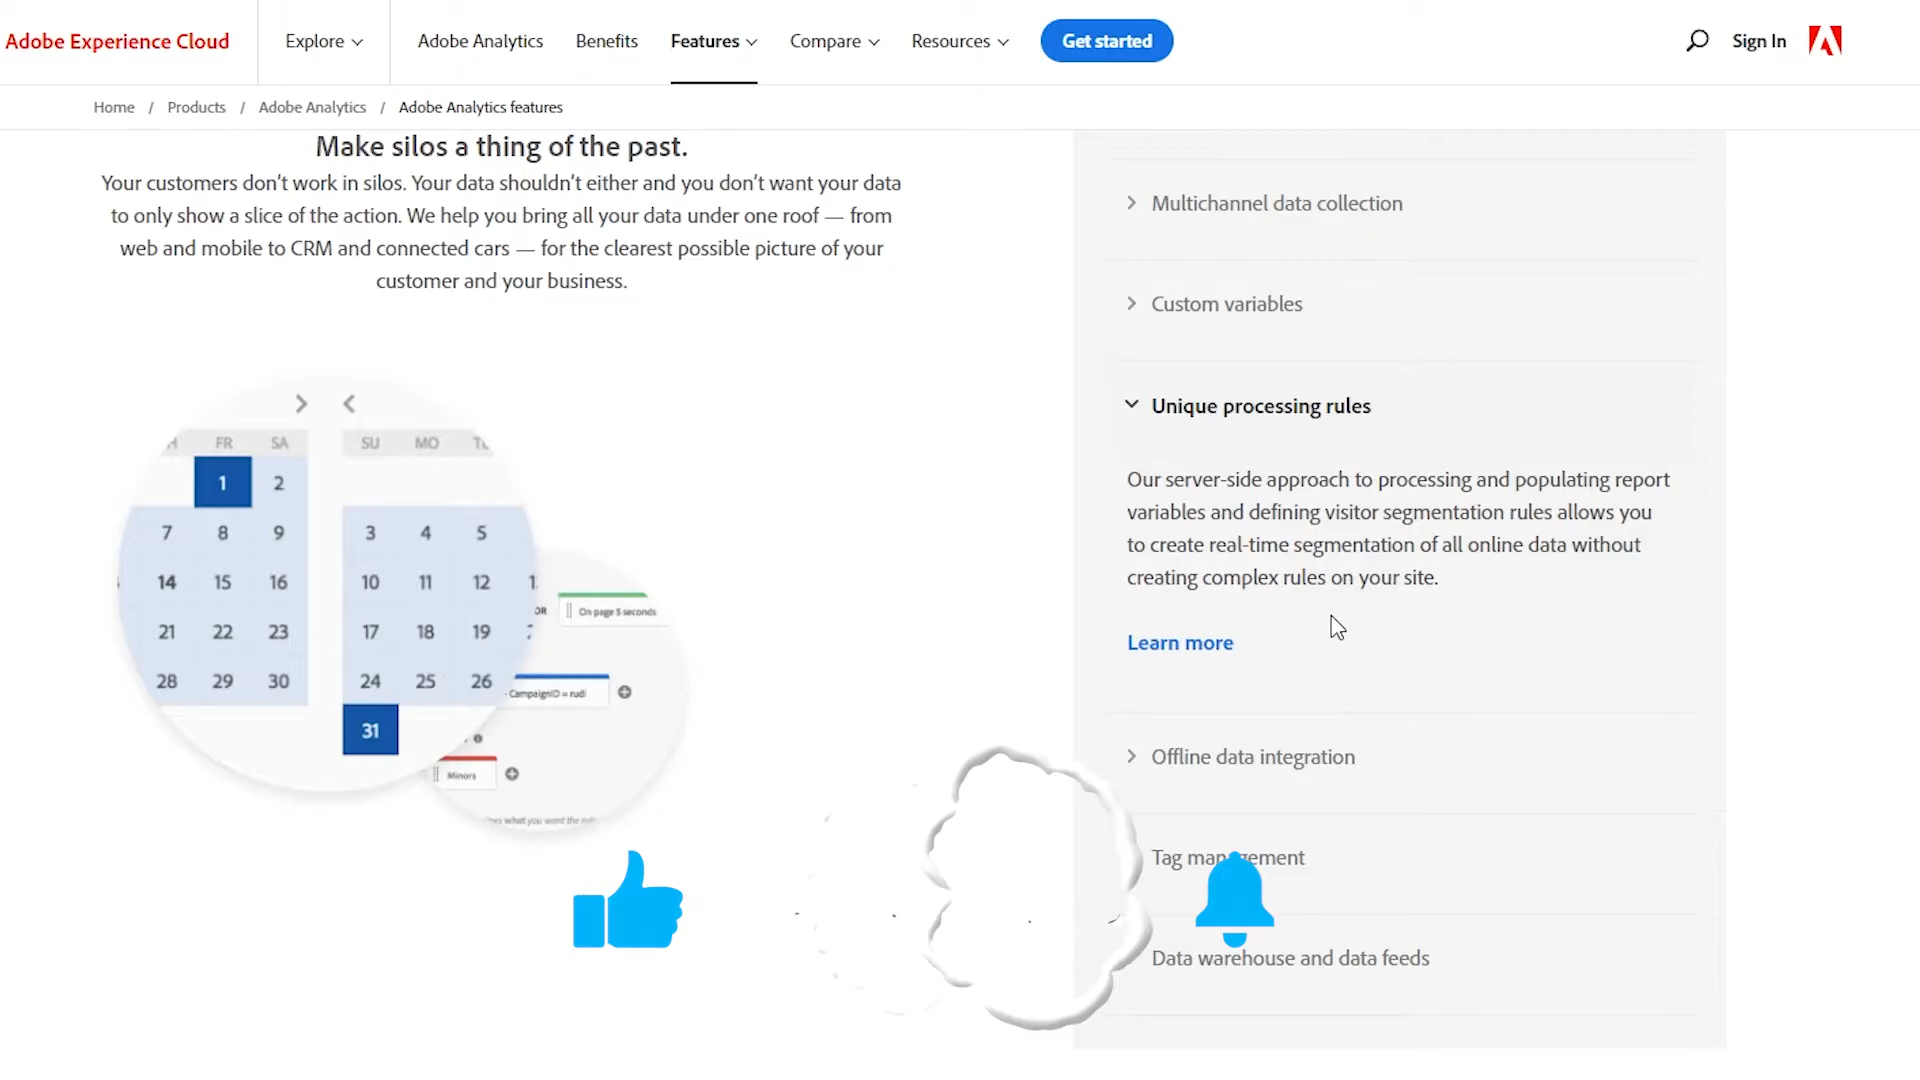 Adobe Experience Cloud
Explore
Adobe Analytics
Benefits
Features
Compare
Resources
Get started
Sign In
Home / Products / Adobe Analytics / Adobe Analytics features
Make silos a thing of the past.
Your customers don’t work in silos. Your data shouldn’t either and you don’t want your data
to only show a slice of the action. We help you bring all your data under one roof — from
web and mobile to CRM and connected cars — for the clearest possible picture of your
customer and your business.
FR SA SU MO
1 2
7 8 9 3 4 5
14 15 16 10 11 12
21 22 23 17 18 19
28 29 30 24 25 26
31
OR On page 5 seconds
CampaignID = rudi
Minors
what you want the
Multichannel data collection
Custom variables
Unique processing rules
Our server-side approach to processing and populating report
variables and defining visitor segmentation rules allows you
to create real-time segmentation of all online data without
creating complex rules on your site.
Learn more
Offline data integration
Tag management
Data warehouse and data feeds